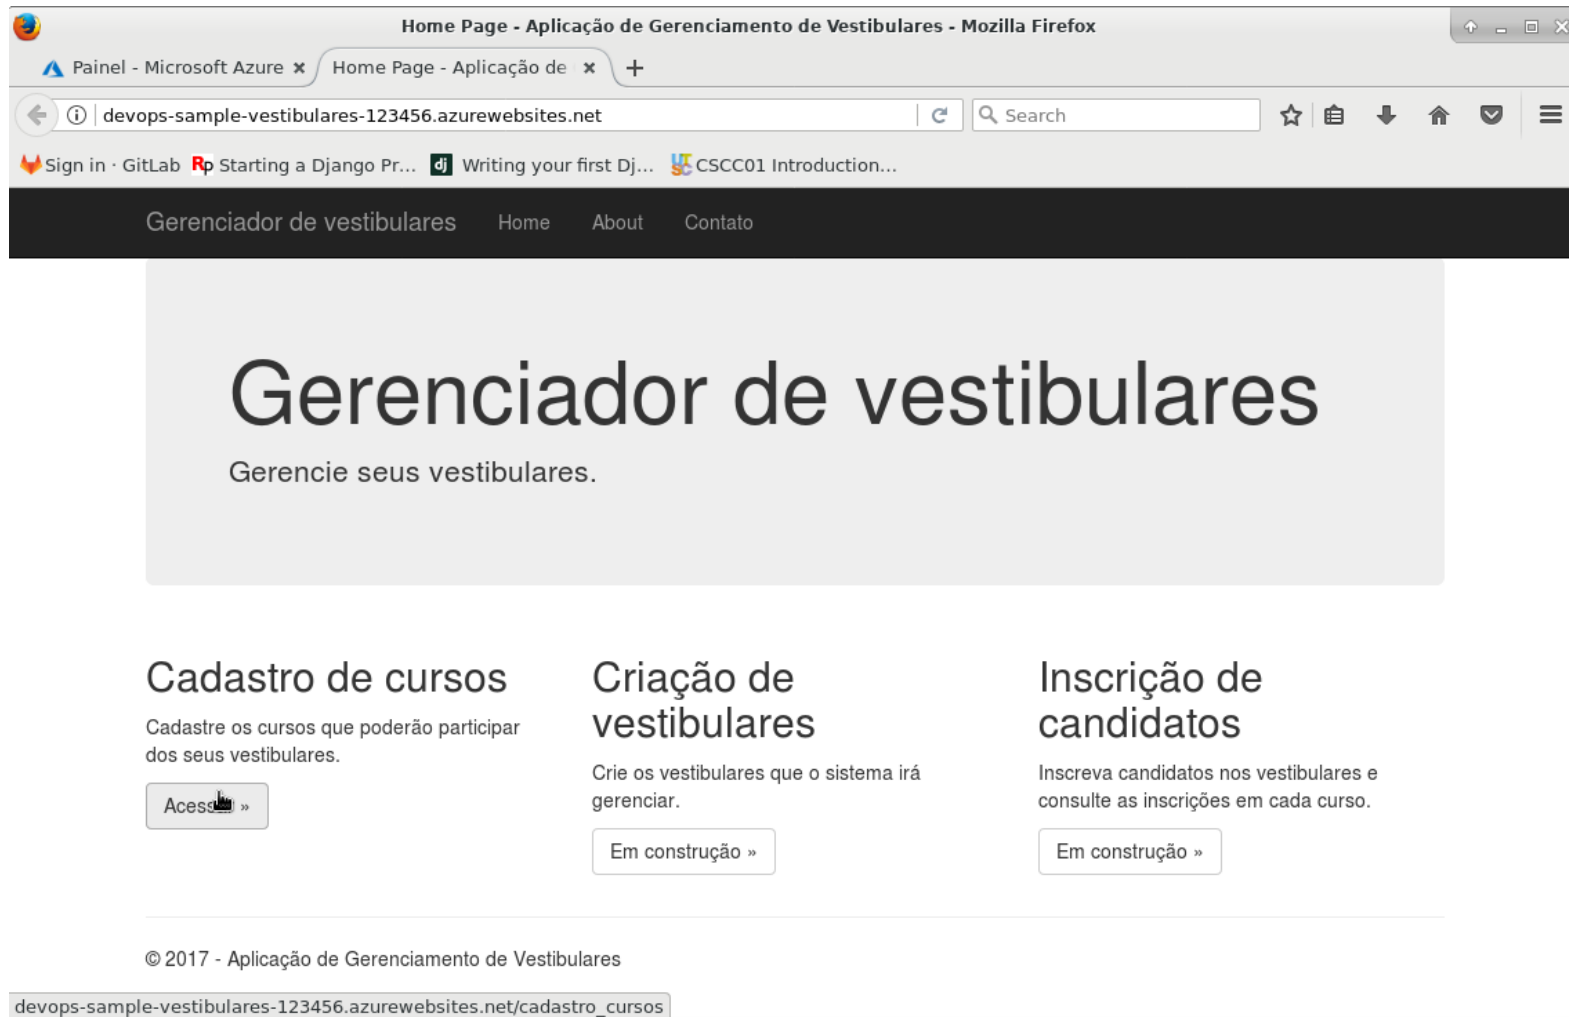 Home Page - Aplicação de Gerenciamento de Vestibulares - Mozilla Firefox
Painel - Microsoft Azure
Home Page - Aplicação de
devops-sample-vestibulares-123456.azurewebsites.net
Search
Sign in · GitLab
Rp Starting a Django Pr...
dj Writing your first Dj...
UTSC CSCC01 Introduction...
Gerenciador de vestibulares Home About Contato
Gerenciador de vestibulares
Gerencie seus vestibulares.
Cadastro de cursos
Cadastre os cursos que poderão participar
dos seus vestibulares.
»
Criação de
vestibulares
Crie os vestibulares que o sistema irá
gerenciar.
Em construção »
Inscrição de
candidatos
Inscreva candidatos nos vestibulares e
consulte as inscrições em cada curso.
Em construção »
© 2017 - Aplicação de Gerenciamento de Vestibulares
devops-sample-vestibulares-123456.azurewebsites.net/cadastro_cursos